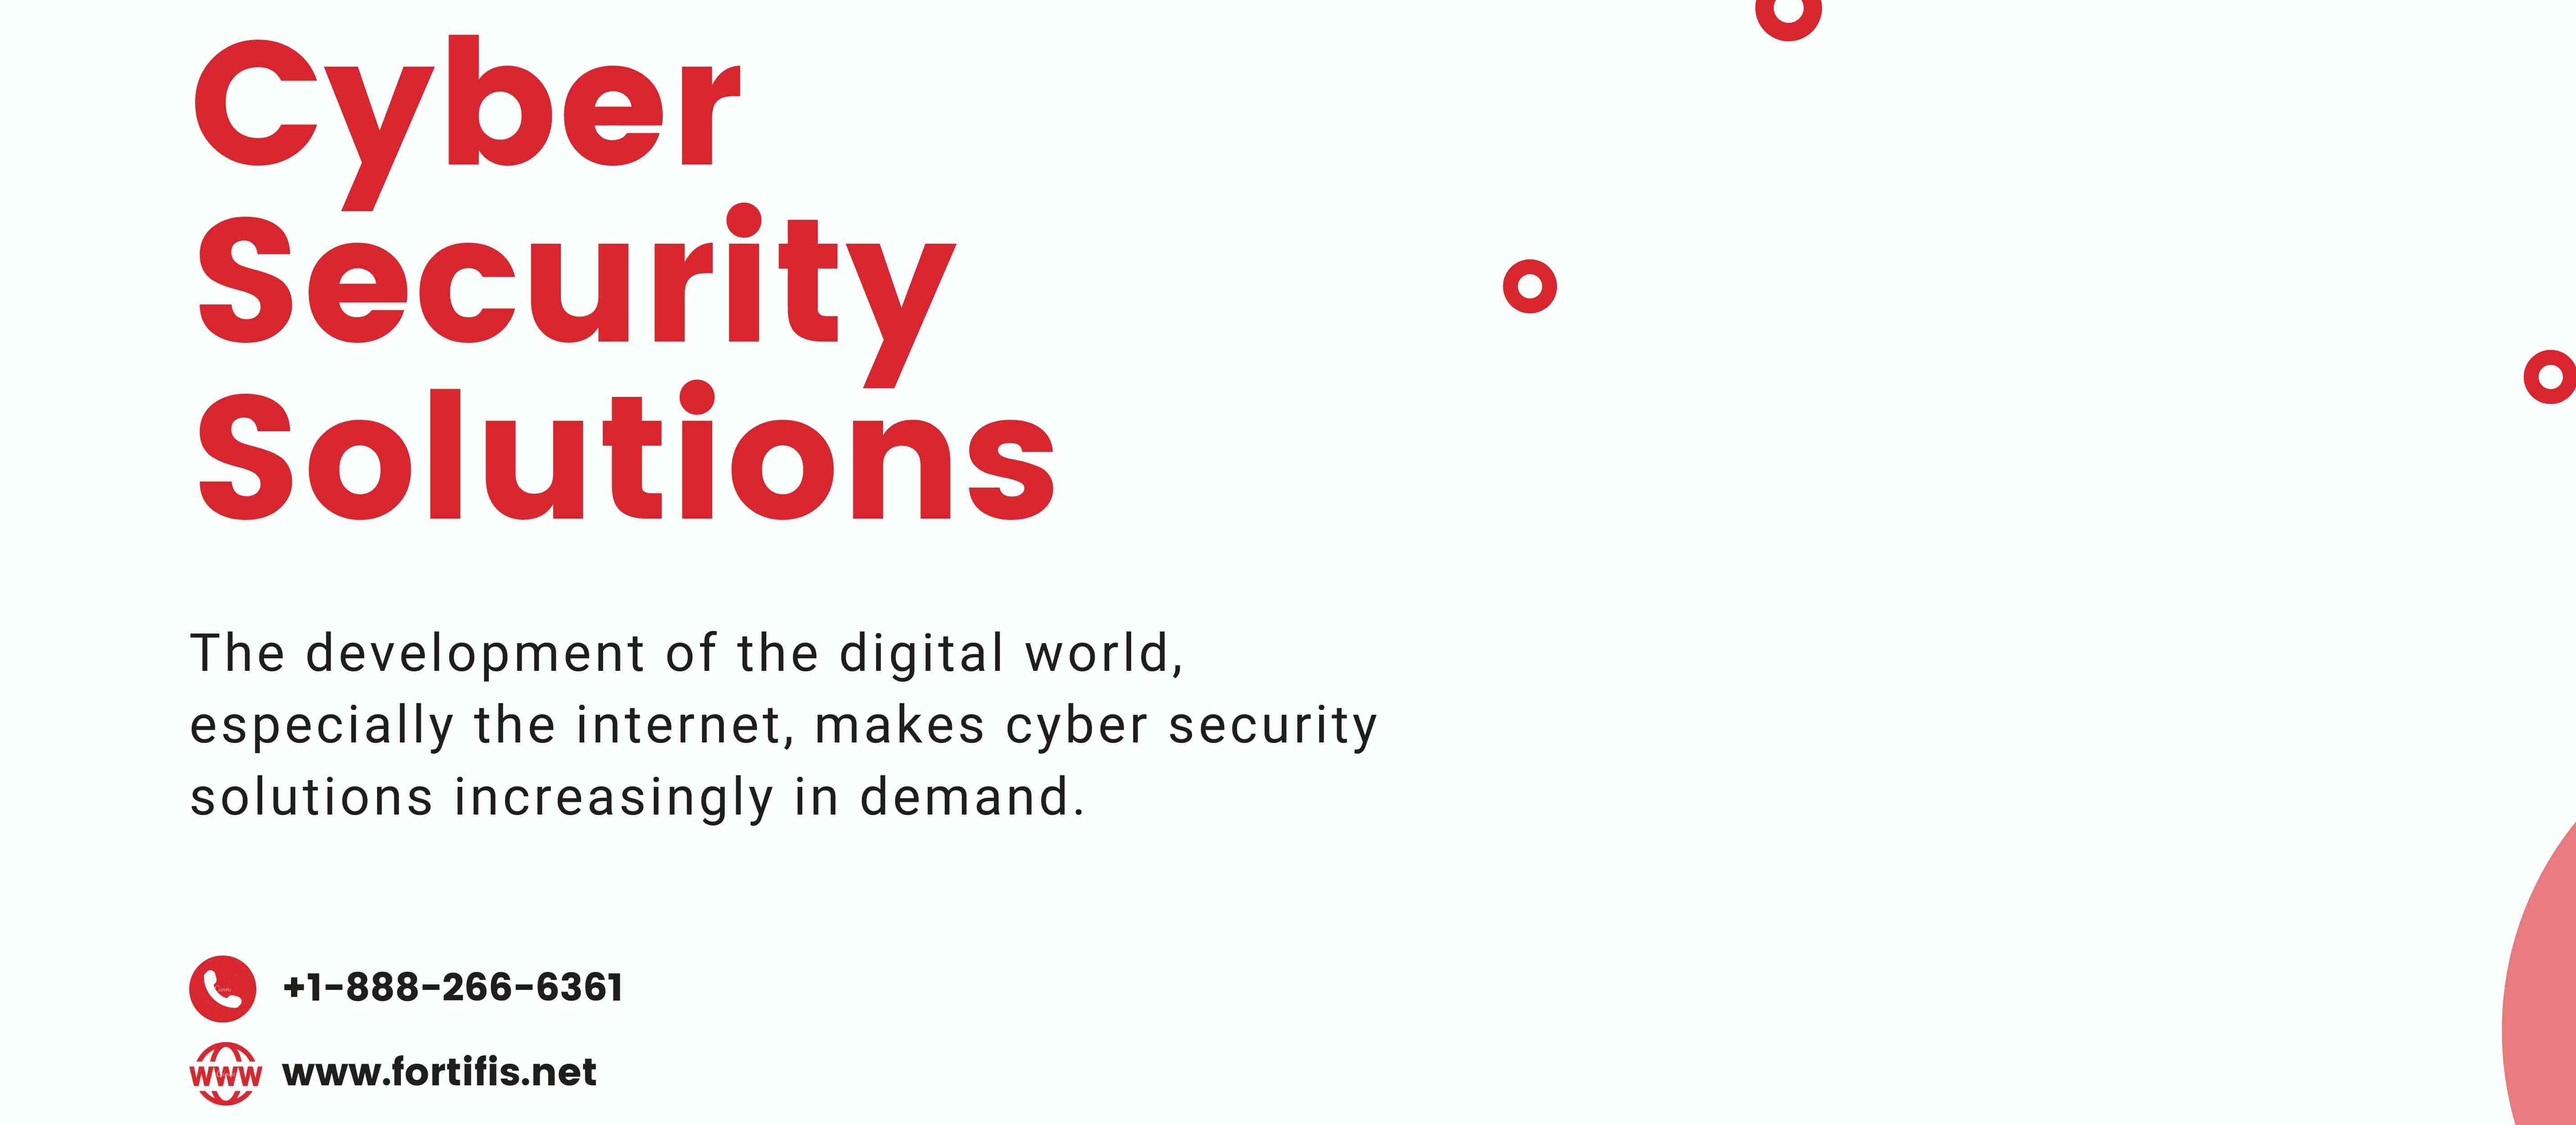 Cyber
Security
Solutions
The development of the digital world,
especially the internet, makes cyber security
solutions increasingly in demand.
+1-888-266-6361
www
www.fortifis.net